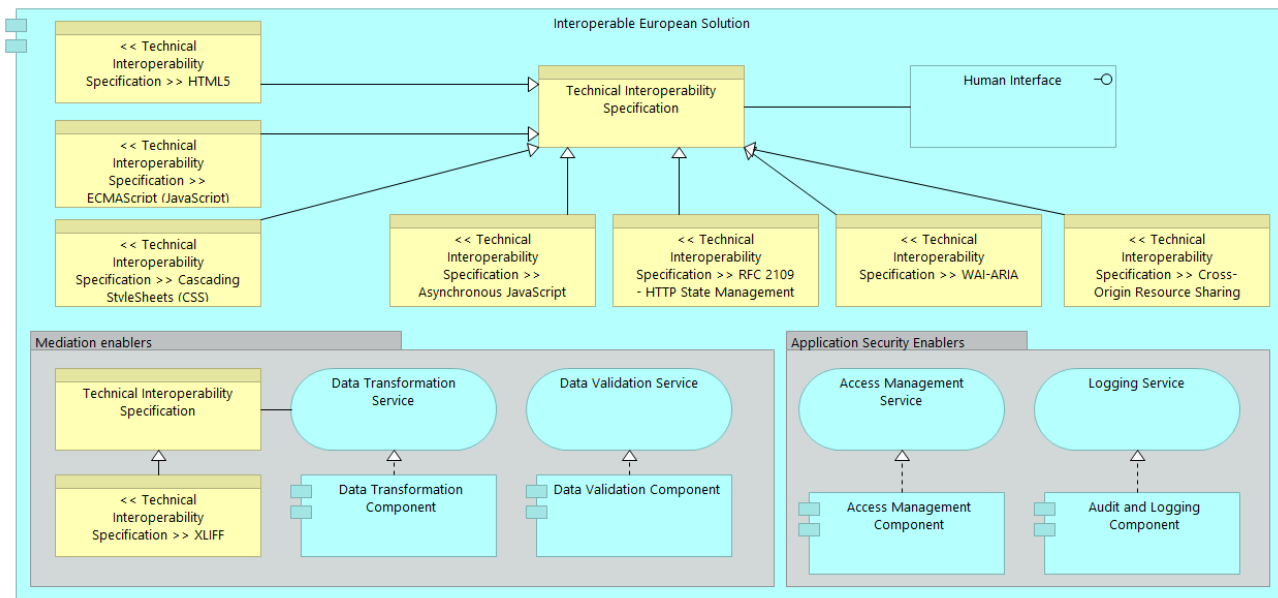 Interoperable European Solution
<< Technical
Interoperability
Specification >> HTML5
Technical Interoperability
Specification
Human Interface
<< Technical
Interoperability
Specification >>
ECMAScript (JavaScript)
<< Technical
Interoperability
Specification >> Cascading
StyleSheets (CSS)
<< Technical
Interoperability
Specification >>
Asynchronous JavaScript
<< Technical
Interoperability
Specification >> RFC 2109
- HTTP State Management
<< Technical
Interoperability
Specification >> WAI-ARIA
<< Technical
Interoperability
Specification >> Cross-
Origin Resource Sharing
Mediation enablers
Technical Interoperability
Specification
Data Transformation
Service
Data Validation Service
<< Technical
Interoperability
Specification >> XLIFF
Data Transformation
Component
Data Validation Component
Application Security Enablers
Access Management
Service
Logging Service
Access Management
Component
Audit and Logging
Component